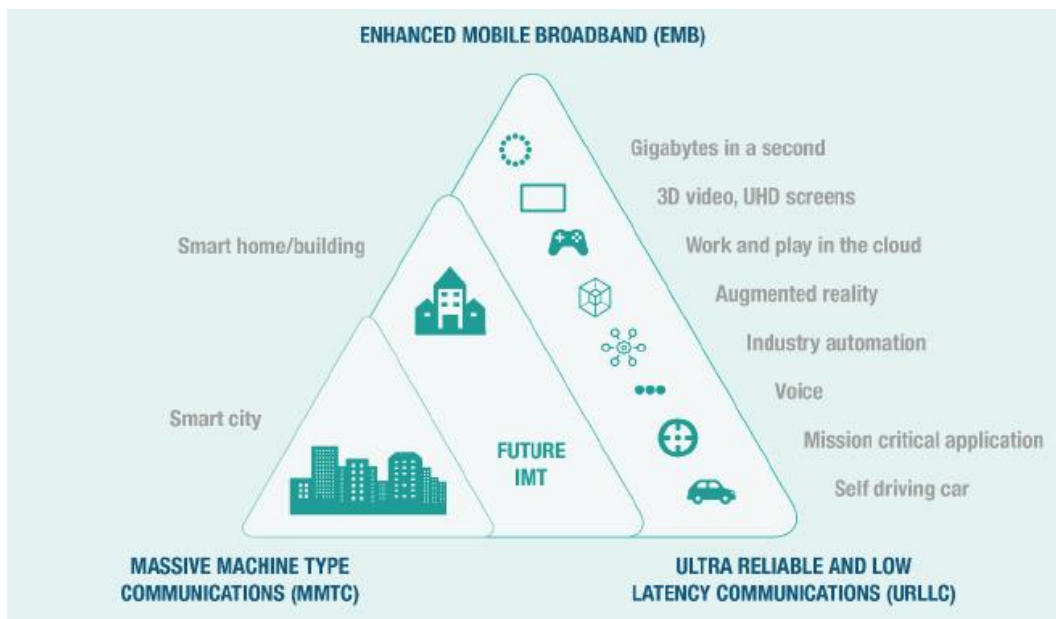 ENHANCED MOBILE BROADBAND (EMB)
Gigabytes in a second
3D video, UHD screens
Smart home/building
Work and play in the cloud
Augmented reality
Industry automation
Voice
Smart city
Mission critical application
FUTURE
IMT
Self driving car
MASSIVE MACHINE TYPE
COMMUNICATIONS (MMTC)
ULTRA RELIABLE AND LOW
LATENCY COMMUNICATIONS (URLLC)